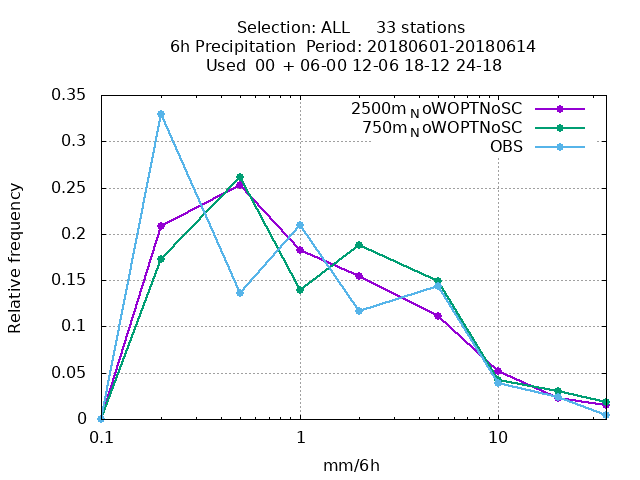 Selection: ALL 33 stations
6h Precipitation Period: 20180601-20180614
Used 00 + 06-00 12-06 18-12 24-18
2500m_NoWOPTNoSC
750m_NoWOPTNoSC
OBS
Relative frequency
0.35
0.3
0.25
0.2
0.15
0.1
0.05
0
0.1 1 10
mm/6h